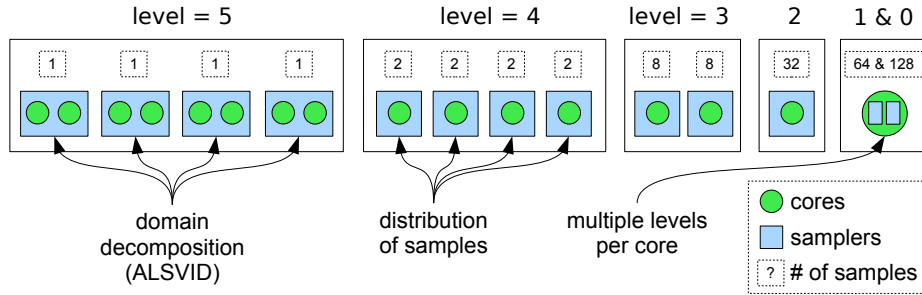 level = 5
level = 4
level = 3
2
1 & 0
1
1
1
1
2
2
2
2
8
8
32
64 & 128
domain
decomposition
(ALSVID)
distribution
of samples
multiple levels
per core
cores
samplers
? # of samples